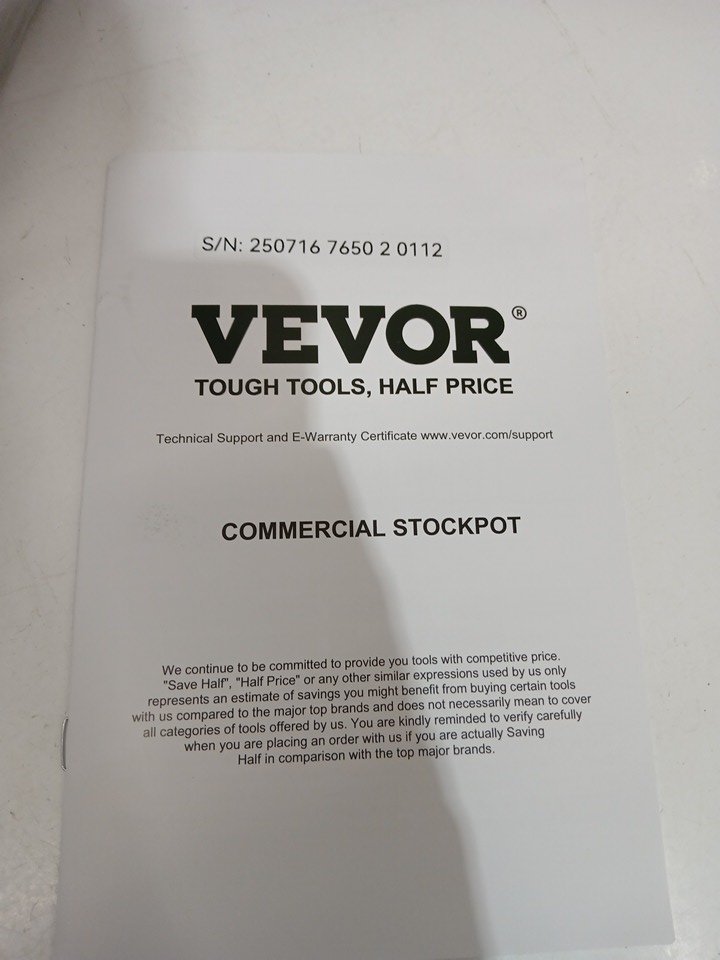 S/N: 250716 7650 2 0112
VEVOR®
TOUGH TOOLS, HALF PRICE
Technical Support and E-Warranty Certificate www.vevor.com/support
COMMERCIAL STOCKPOT
We continue to be committed to provide you tools with competitive price.
"Save Half", "Half Price" or any other similar expressions used by us only
represents an estimate of savings you might benefit from buying certain tools
with us compared to the major top brands and does not necessarily mean to cover
all categories of tools offered by us. You are kindly reminded to verify carefully
when you are placing an order with us if you are actually Saving
Half in comparison with the top major brands.